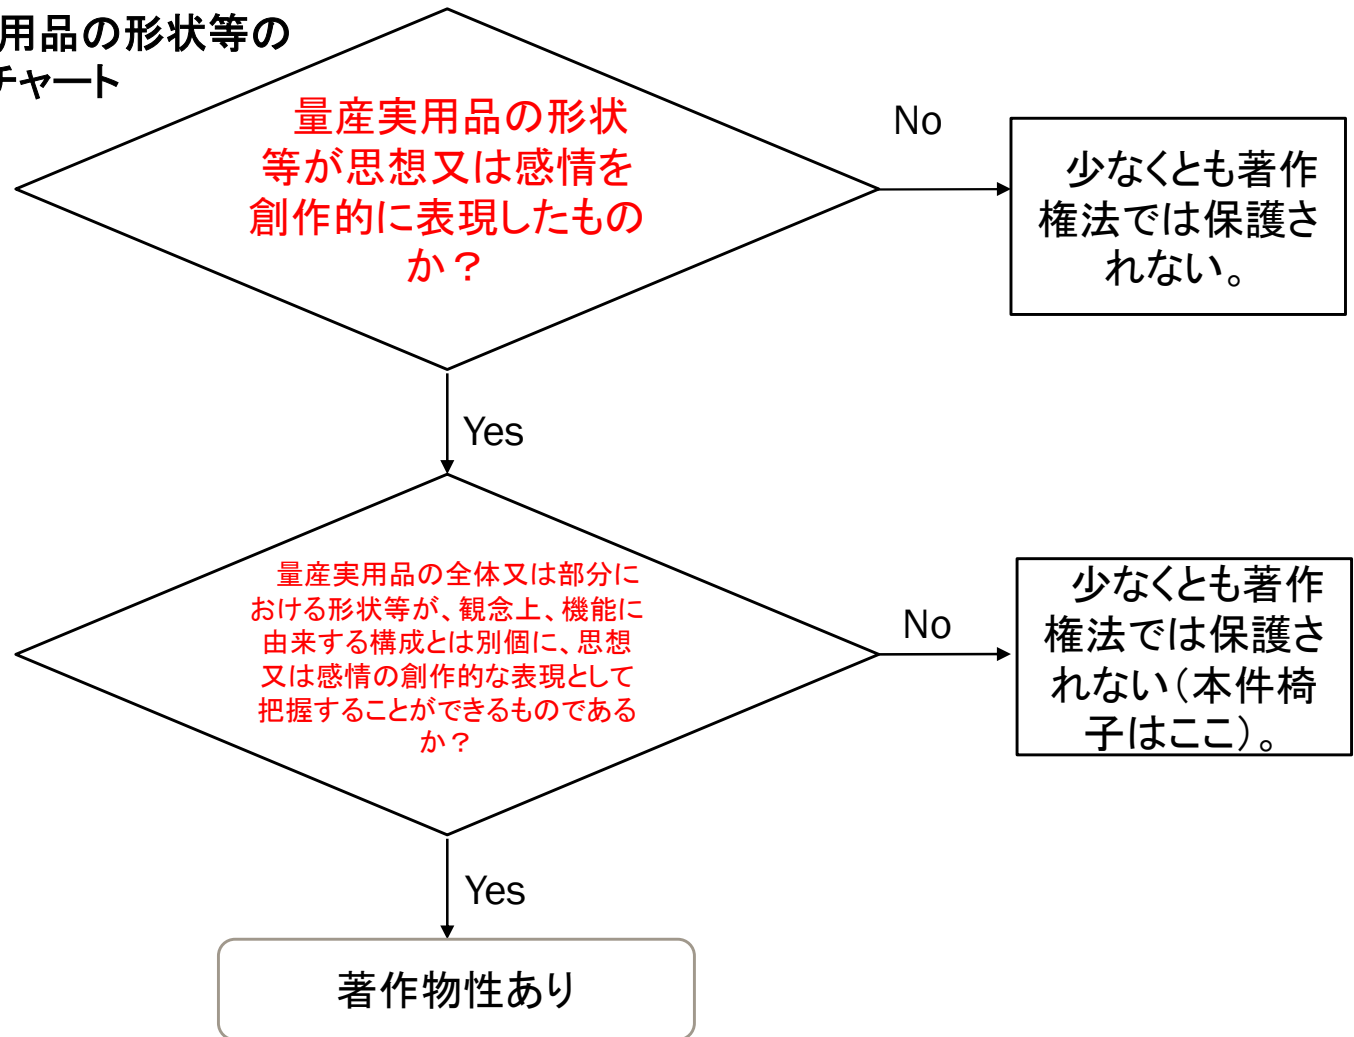 用品の形状等の
チャート
量産実用品の形状
等が思想又は感情を
創作的に表現したもの
か？
No
少なくとも著作
権法では保護さ
れない。
Yes
量産実用品の全体又は部分に
おける形状等が、観念上、機能に
由来する構成とは別個に、思想
又は感情の創作的な表現として
把握することができるものである
か？
No
少なくとも著作
権法では保護さ
れない（本件椅
子はここ）。
Yes
著作物性あり